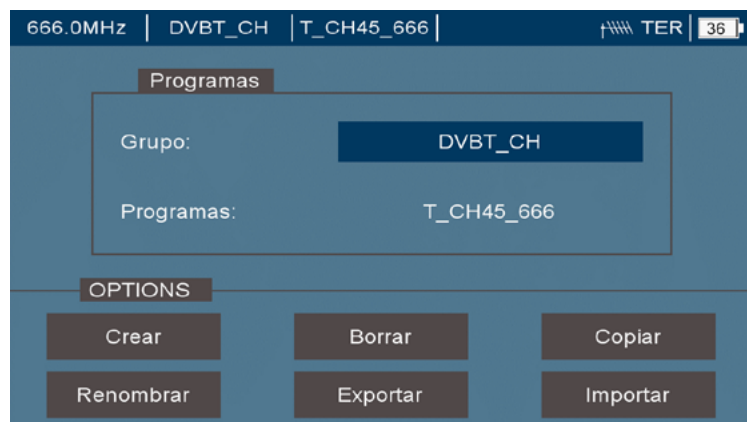 666.0MHz DVBT_CH T_CH45_666 TER 36
Programas
Grupo: DVBT_CH
Programas: T_CH45_666
OPTIONS
Crear Borrar Copiar
Renombrar Exportar Importar